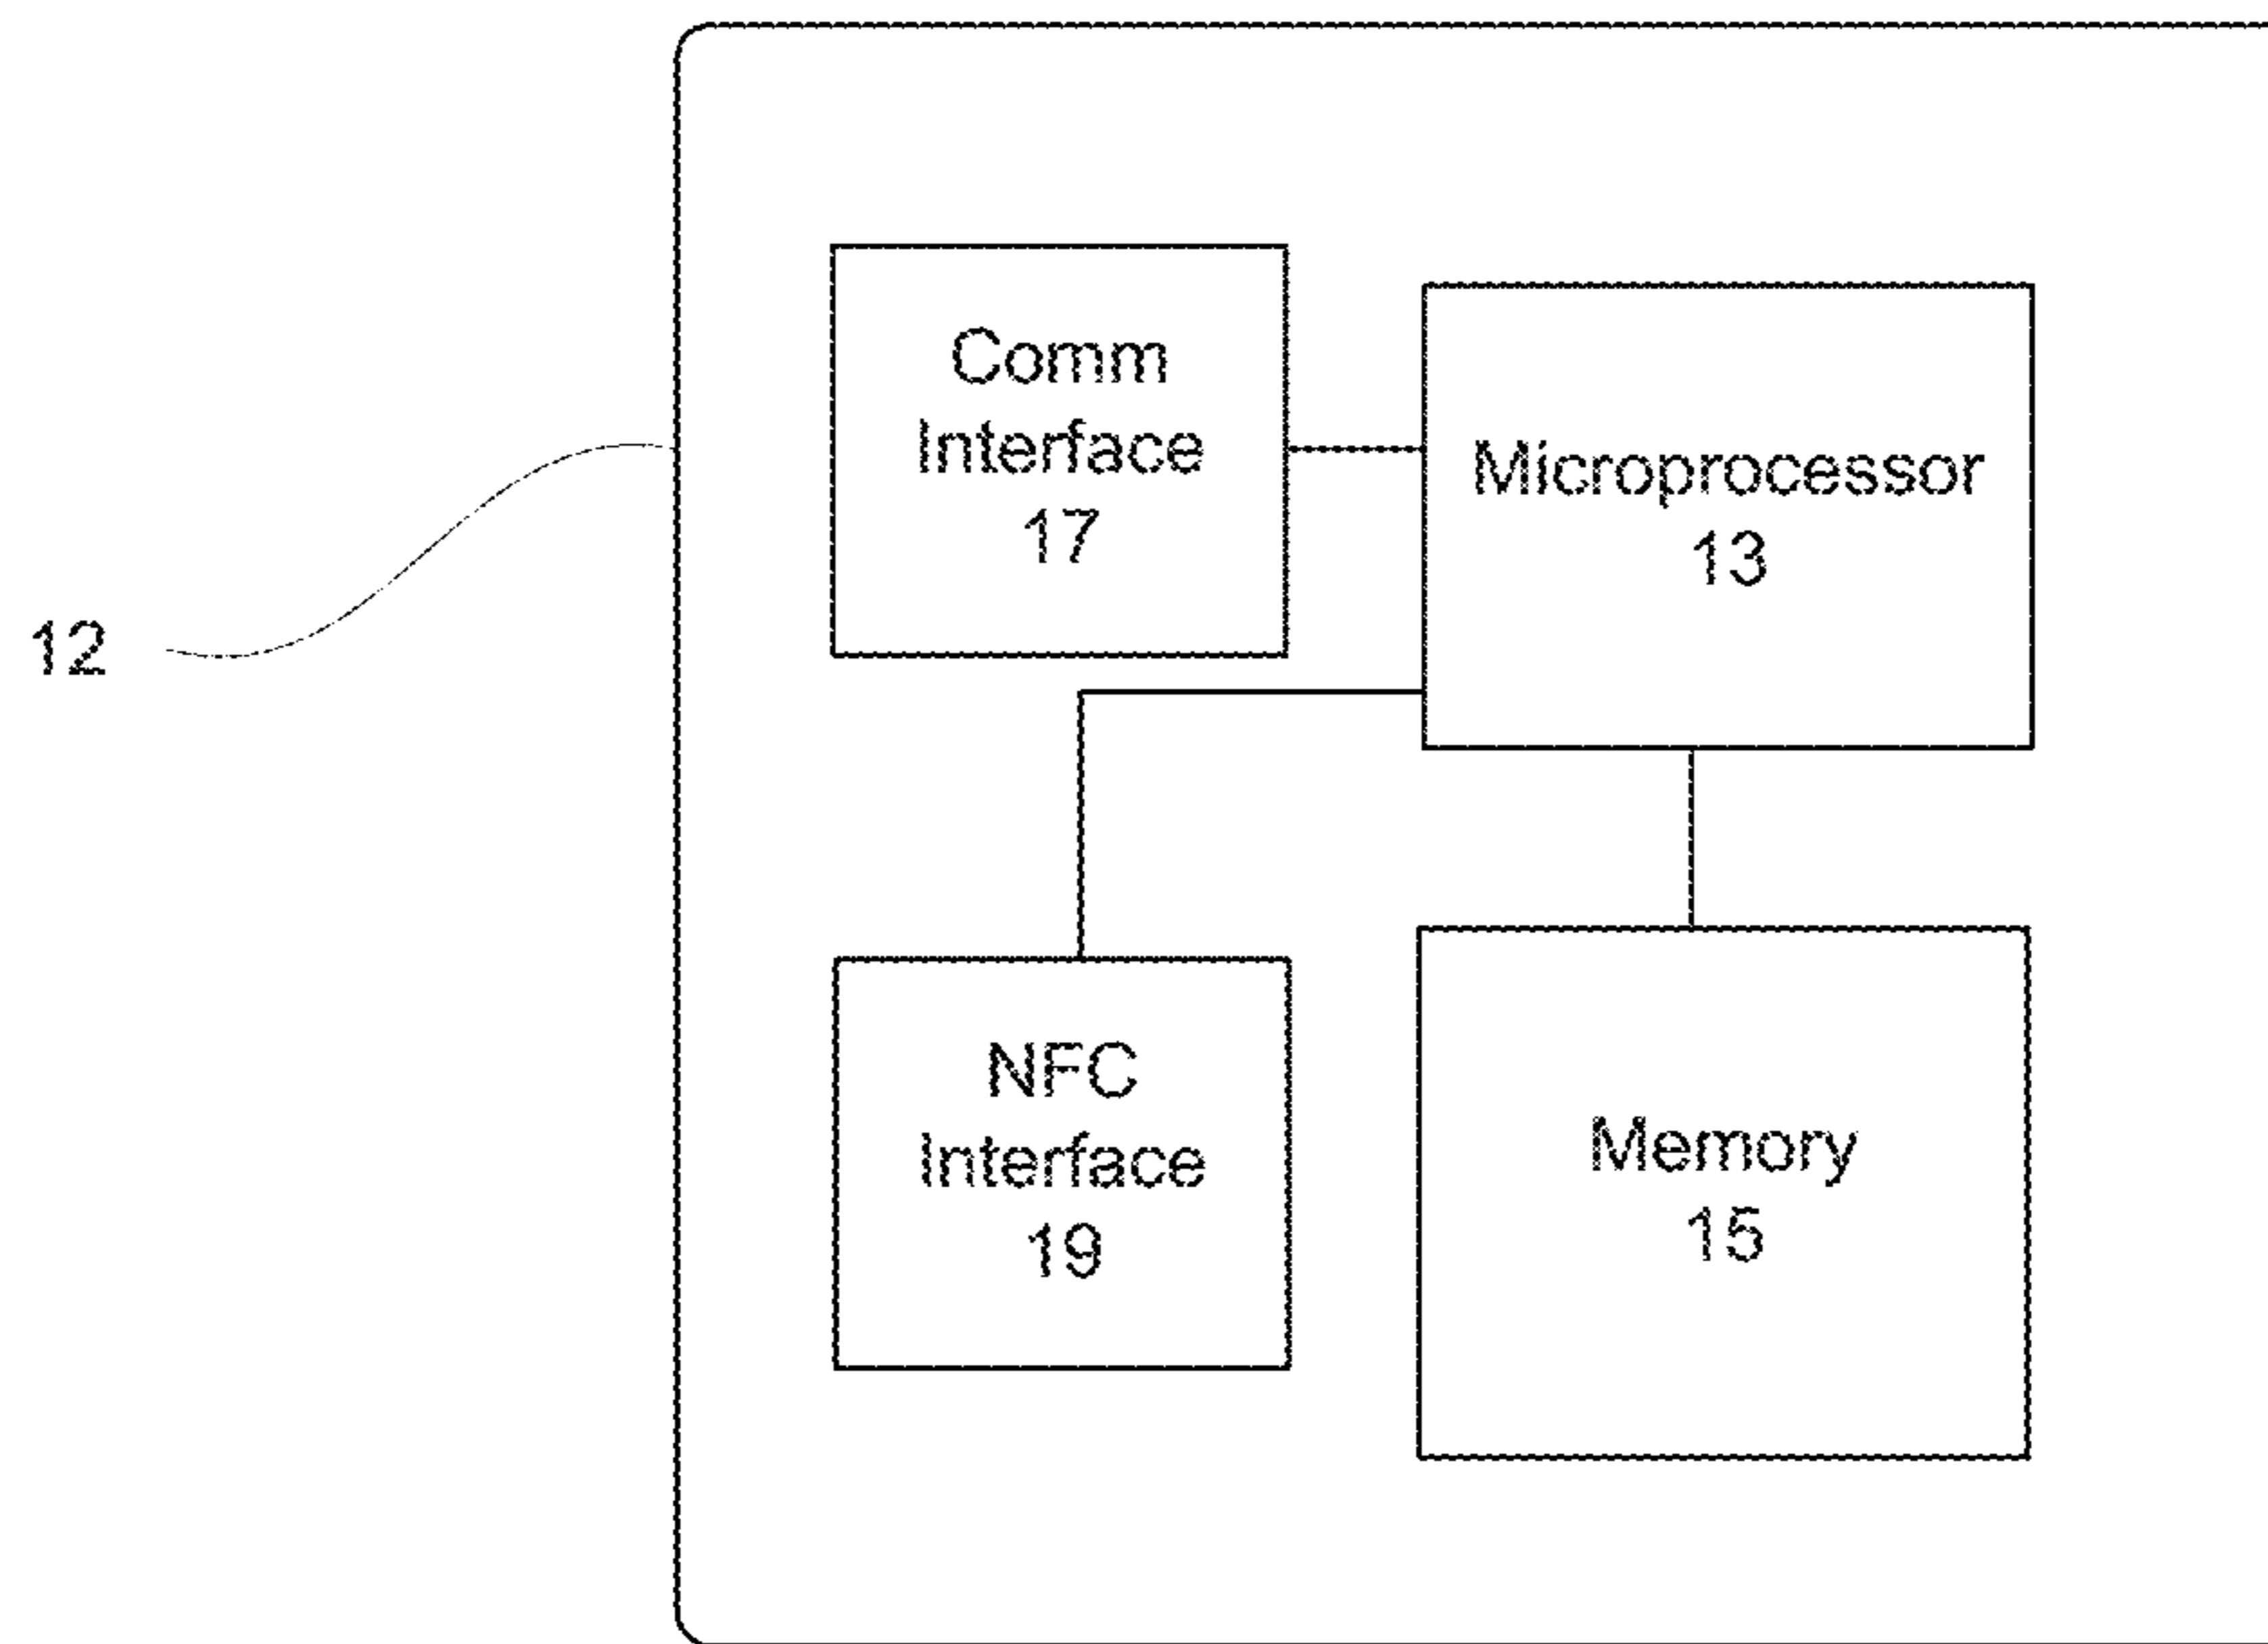 Comm
Interface
17
Microprocessor
13
12
NFC
Interface
19
Memory
15